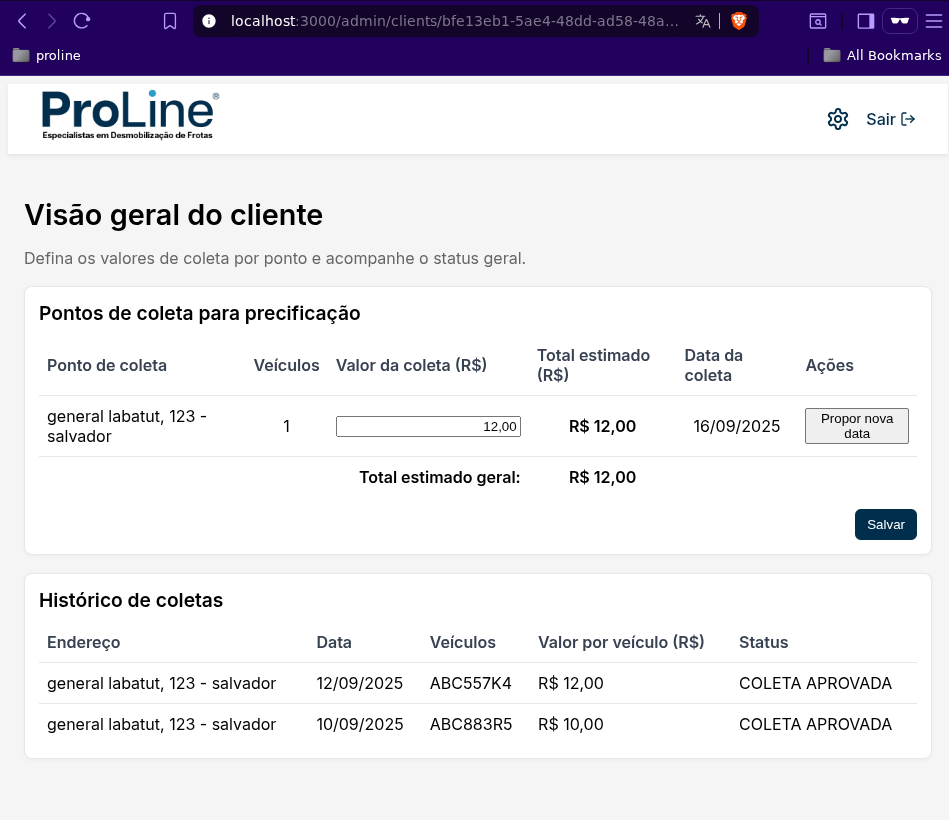 localhost:3000/admin/clients/bfe13eb1-5ae4-48dd-ad58-48a...
proline
All Bookmarks
ProLine®
Especialistas em Desmobilização de Frotas
Sair
Visão geral do cliente
Defina os valores de coleta por ponto e acompanhe o status geral.
Pontos de coleta para precificação
Ponto de coleta Veículos Valor da coleta (R$) Total estimado (R$) Data da coleta Ações
general labatut, 123 - salvador 1 12,00 R$ 12,00 16/09/2025 Propor nova data
Total estimado geral: R$ 12,00
Salvar
Histórico de coletas
Endereço Data Veículos Valor por veículo (R$) Status
general labatut, 123 - salvador 12/09/2025 ABC557K4 R$ 12,00 COLETA APROVADA
general labatut, 123 - salvador 10/09/2025 ABC883R5 R$ 10,00 COLETA APROVADA